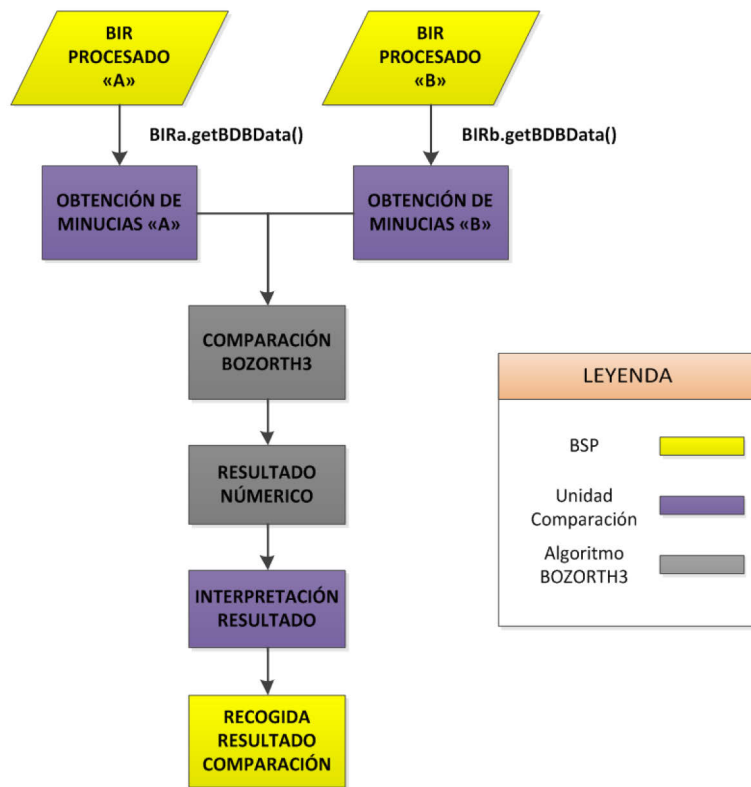 BIR
PROCESADO
«A»
BIR
PROCESADO
«B»
BIRa.getBDBData()
BIRb.getBDBData()
OBTENCIÓN DE
MINUCIAS «A»
OBTENCIÓN DE
MINUCIAS «B»
COMPARACIÓN
BOZORTH3
RESULTADO
NÚMERICO
INTERPRETACIÓN
RESULTADO
RECOGIDA
RESULTADO
COMPARACIÓN
LEYENDA
BSP
Unidad
Comparación
Algoritmo
BOZORTH3